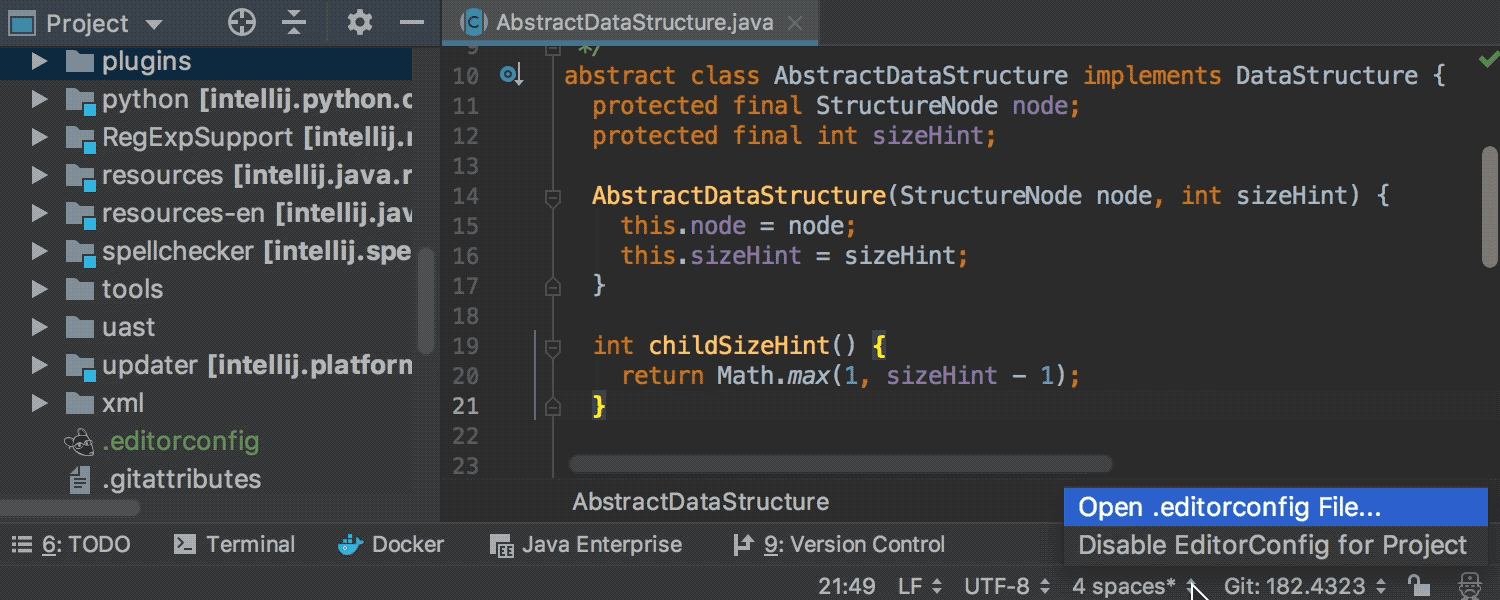 Project
AbstractDataStructure.java
plugins
python [intellij.python.c
RegExpSupport [intellij.r
resources [intellij.java.r
resources-en [intellij.jav
spellchecker [intellij.spe
tools
uast
updater [intellij.platforn
xml
.editorconfig
.gitattributes
9 */
10 abstract class AbstractDataStructure implements DataStructure {
11 protected final StructureNode node;
12 protected final int sizeHint;
13
14 AbstractDataStructure(StructureNode node, int sizeHint) {
15 this.node = node;
16 this.sizeHint = sizeHint;
17 }
18
19 int childSizeHint() {
20 return Math.max(1, sizeHint - 1);
21 }
22
23
AbstractDataStructure
Open .editorconfig File...
Disable EditorConfig for Project
6: TODO Terminal Docker Java Enterprise 9: Version Control
21:49 LF UTF-8 4 spaces* Git: 182.4323